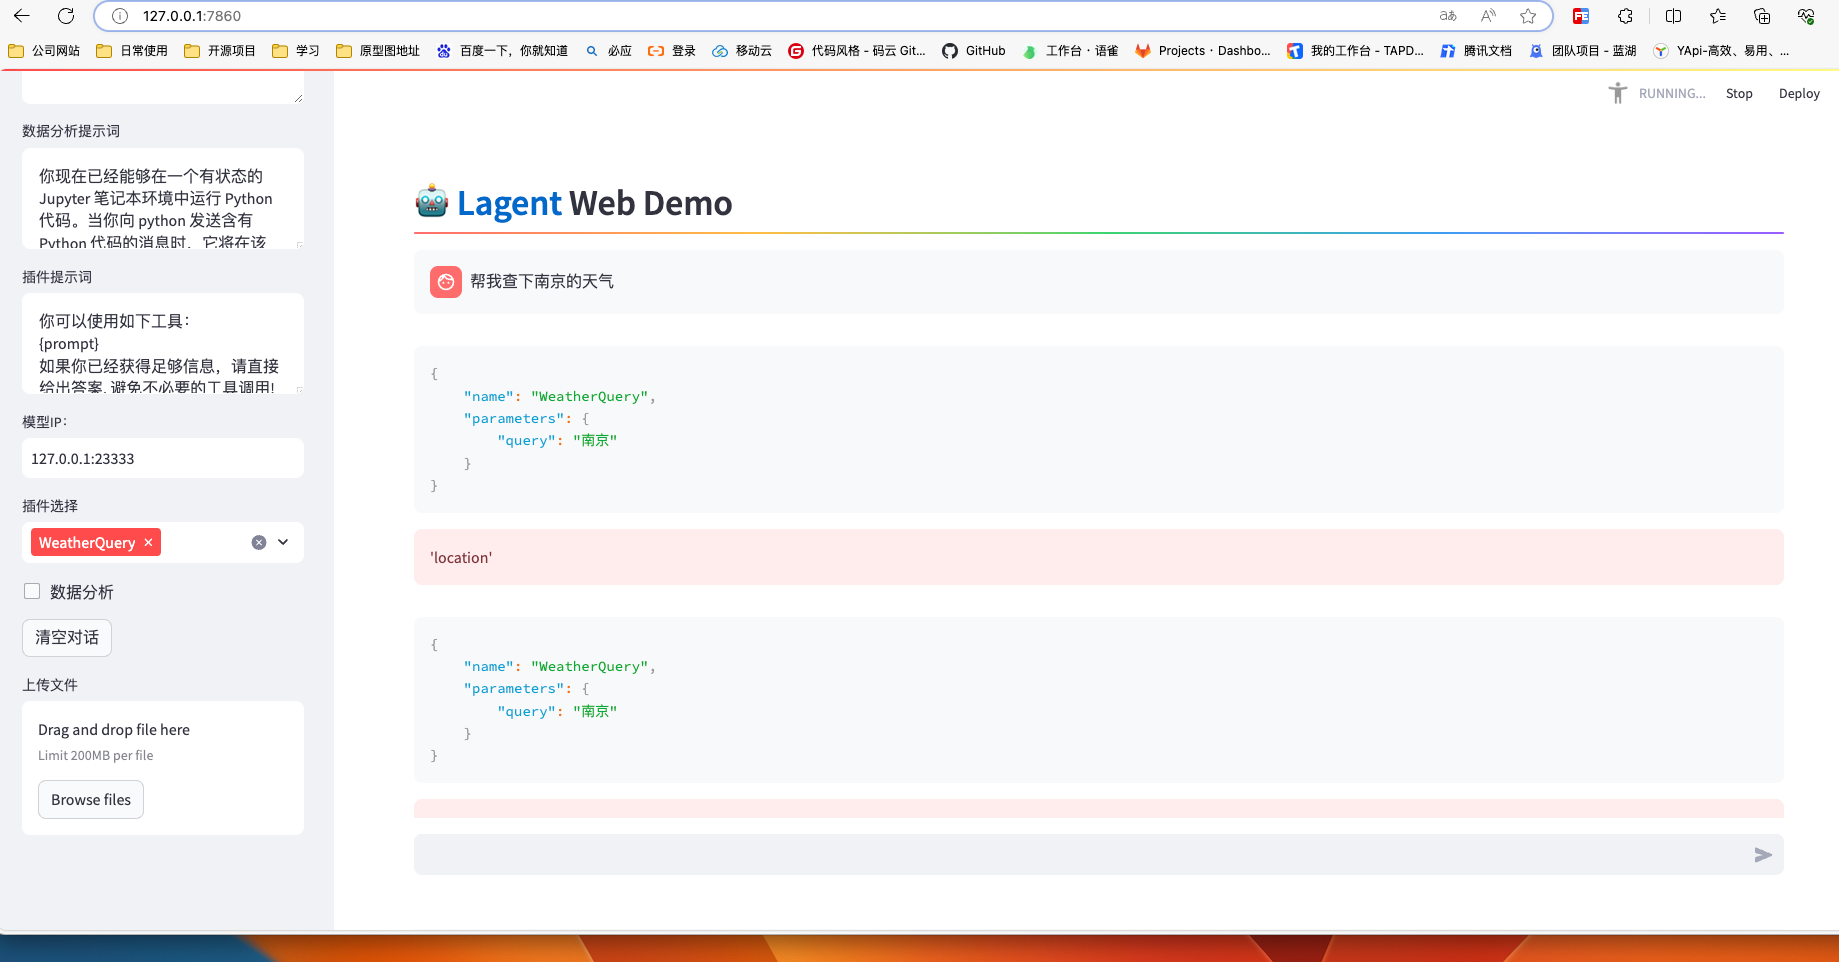 127.0.0.1:7860
公司网站
日常使用
开源项目
学习
原型图地址
百度一下，你就知道
必应
登录
移动云
代码风格 - 码云 Git...
GitHub
工作台 · 语雀
Projects · Dashbo...
我的工作台 - TAPD...
腾讯文档
团队项目 - 蓝湖
YApi-高效、易用、...
RUNNING...
Stop
Deploy
数据分析提示词
你现在已经能够在一个有状态的
Jupyter 笔记本环境中运行 Python
代码。当你向 python 发送含有
Python 代码的消息时，它将在该
插件提示词
你可以使用如下工具：
{prompt}
如果你已经获得足够信息，请直接
给出答案. 避免不必要的工具调用!
模型IP：
127.0.0.1:23333
插件选择
WeatherQuery ×
数据分析
清空对话
上传文件
Drag and drop file here
Limit 200MB per file
Browse files
Lagent Web Demo
帮我查下南京的天气
{
"name": "WeatherQuery",
"parameters": {
"query": "南京"
}
}
'location'
{
"name": "WeatherQuery",
"parameters": {
"query": "南京"
}
}